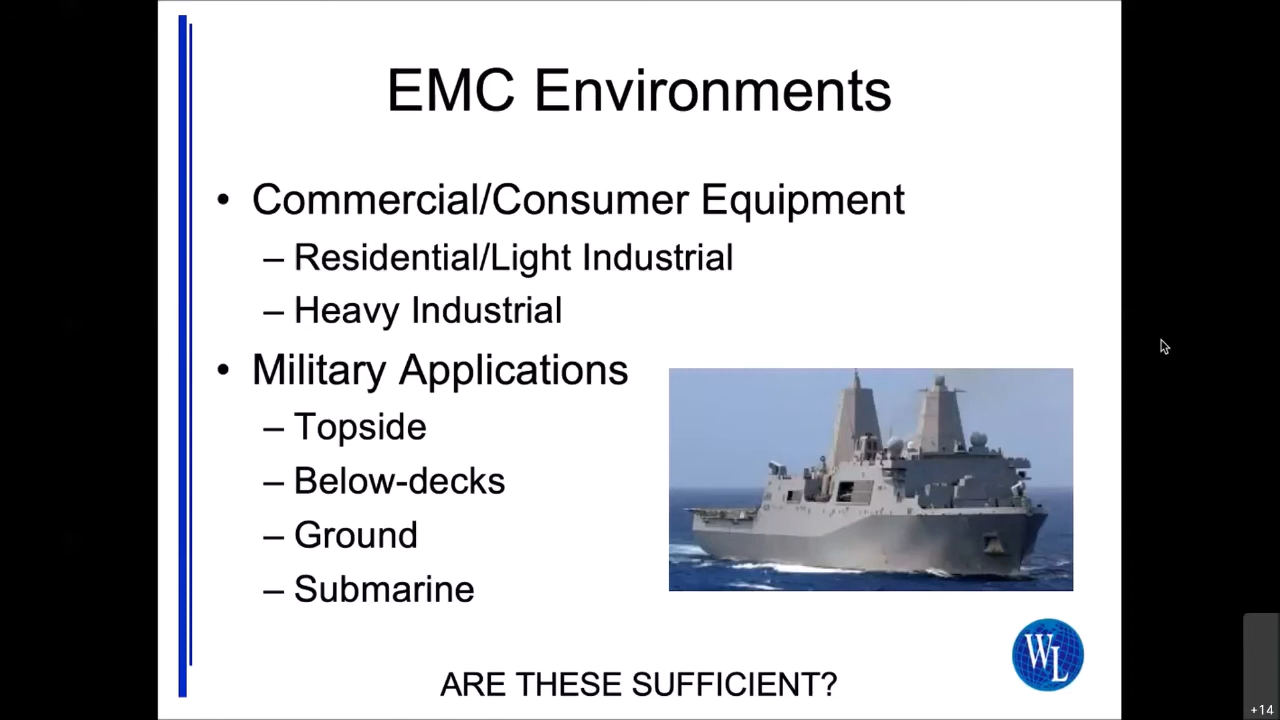 EMC Environments
• Commercial/Consumer Equipment
– Residential/Light Industrial
– Heavy Industrial
• Military Applications
– Topside
– Below-decks
– Ground
– Submarine
WL
ARE THESE SUFFICIENT?
+14